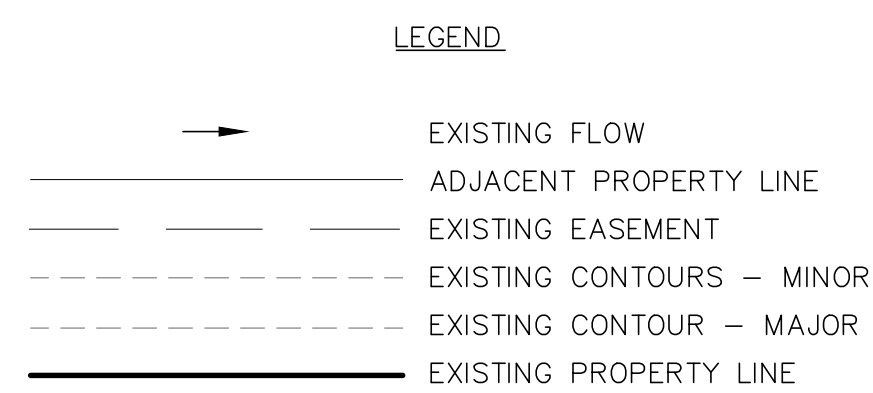 LEGEND
EXISTING FLOW
ADJACENT PROPERTY LINE
EXISTING EASEMENT
EXISTING CONTOURS – MINOR
EXISTING CONTOUR – MAJOR
EXISTING PROPERTY LINE